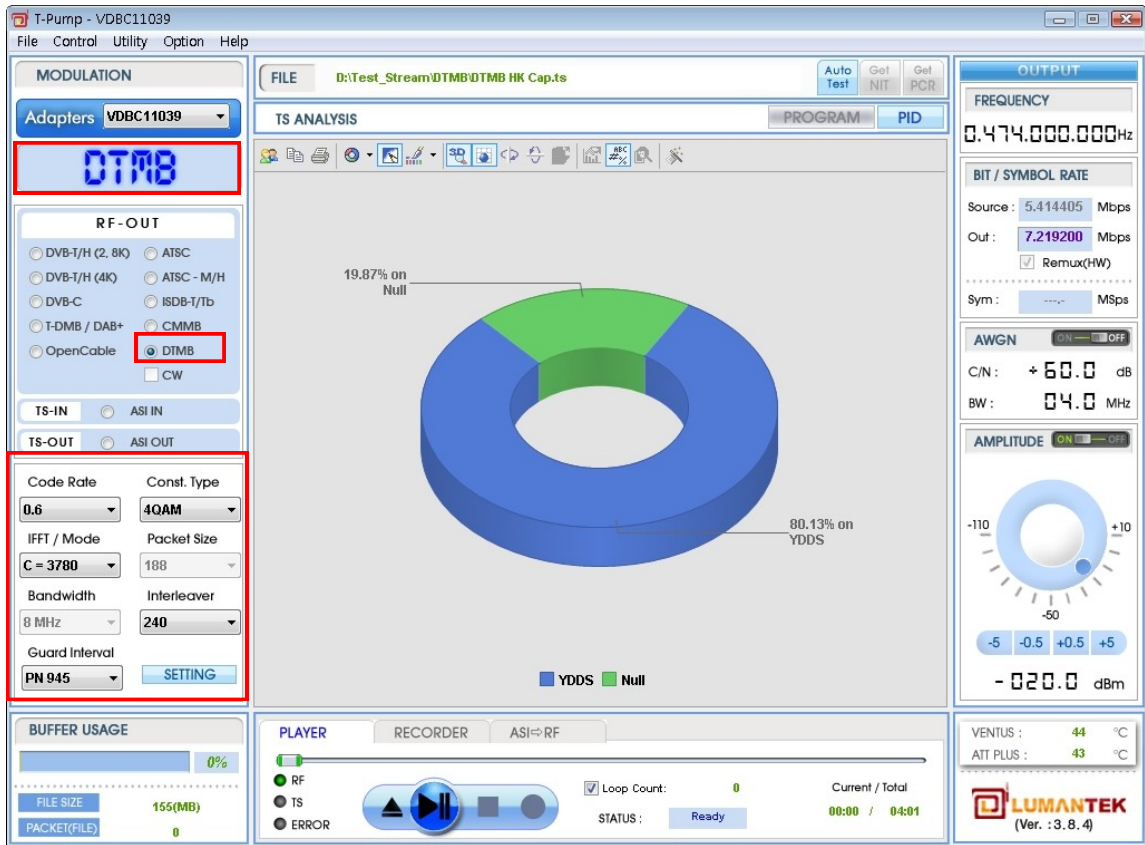 T-Pump - VDBC11039
File Control Utility Option Help
MODULATION
Adapters VDBC11039
DTMB
RF-OUT
DVB-T/H (2, 8K) ATSC
DVB-T/H (4K) ATSC - M/H
DVB-C ISDB-T/Tb
T-DMB / DAB+ CMMB
OpenCable DTMB
CW
TS-IN ASI IN
TS-OUT ASI OUT
Code Rate Const. Type
0.6 4QAM
IFFT / Mode Packet Size
C = 3780 188
Bandwidth Interleaver
8 MHz 240
Guard Interval
PN 945 SETTING
BUFFER USAGE
0%
FILE SIZE 155(MB)
PACKET(FILE) 0
FILE D:\Test_Stream\DTMB\DTMB HK Cap.ts
Auto Test Get NIT Get PCR
TS ANALYSIS PROGRAM PID
19.87% on
Null
80.13% on
YDDS
YDDS Null
PLAYER RECORDER ASI⇨RF
RF
TS
ERROR
Loop Count: 0
STATUS : Ready
Current / Total
00:00 / 04:01
OUTPUT
FREQUENCY
0.474.000.000Hz
BIT / SYMBOL RATE
Source : 5.414405 Mbps
Out : 7.219200 Mbps
Remux(HW)
Sym : ---.- MSps
AWGN ON OFF
C/N : +60.0 dB
BW : 04.0 MHz
AMPLITUDE ON OFF
-110 +10
-50
-5 -0.5 +0.5 +5
-020.0 dBm
VENTUS : 44 °C
ATT PLUS : 43 °C
LUMANTEK
(Ver. : 3.8.4)